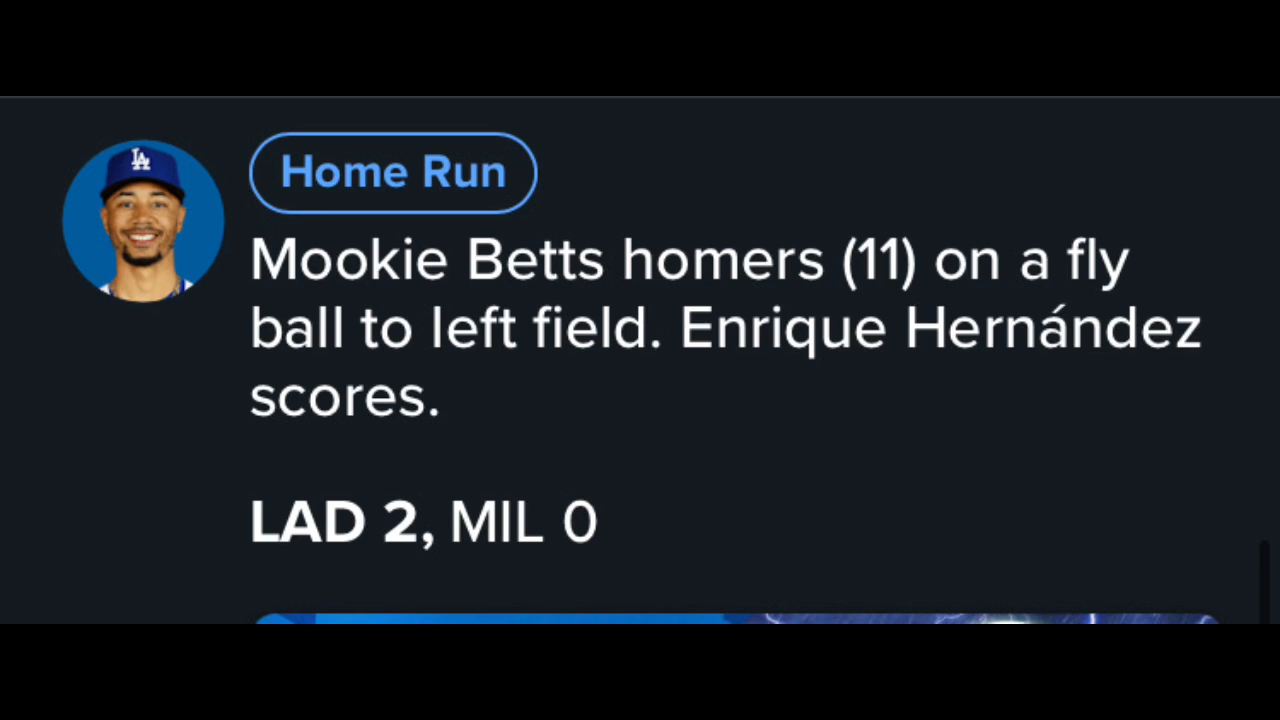 LA
Home Run
Mookie Betts homers (11) on a fly
ball to left field. Enrique Hernández
scores.
LAD 2, MIL 0